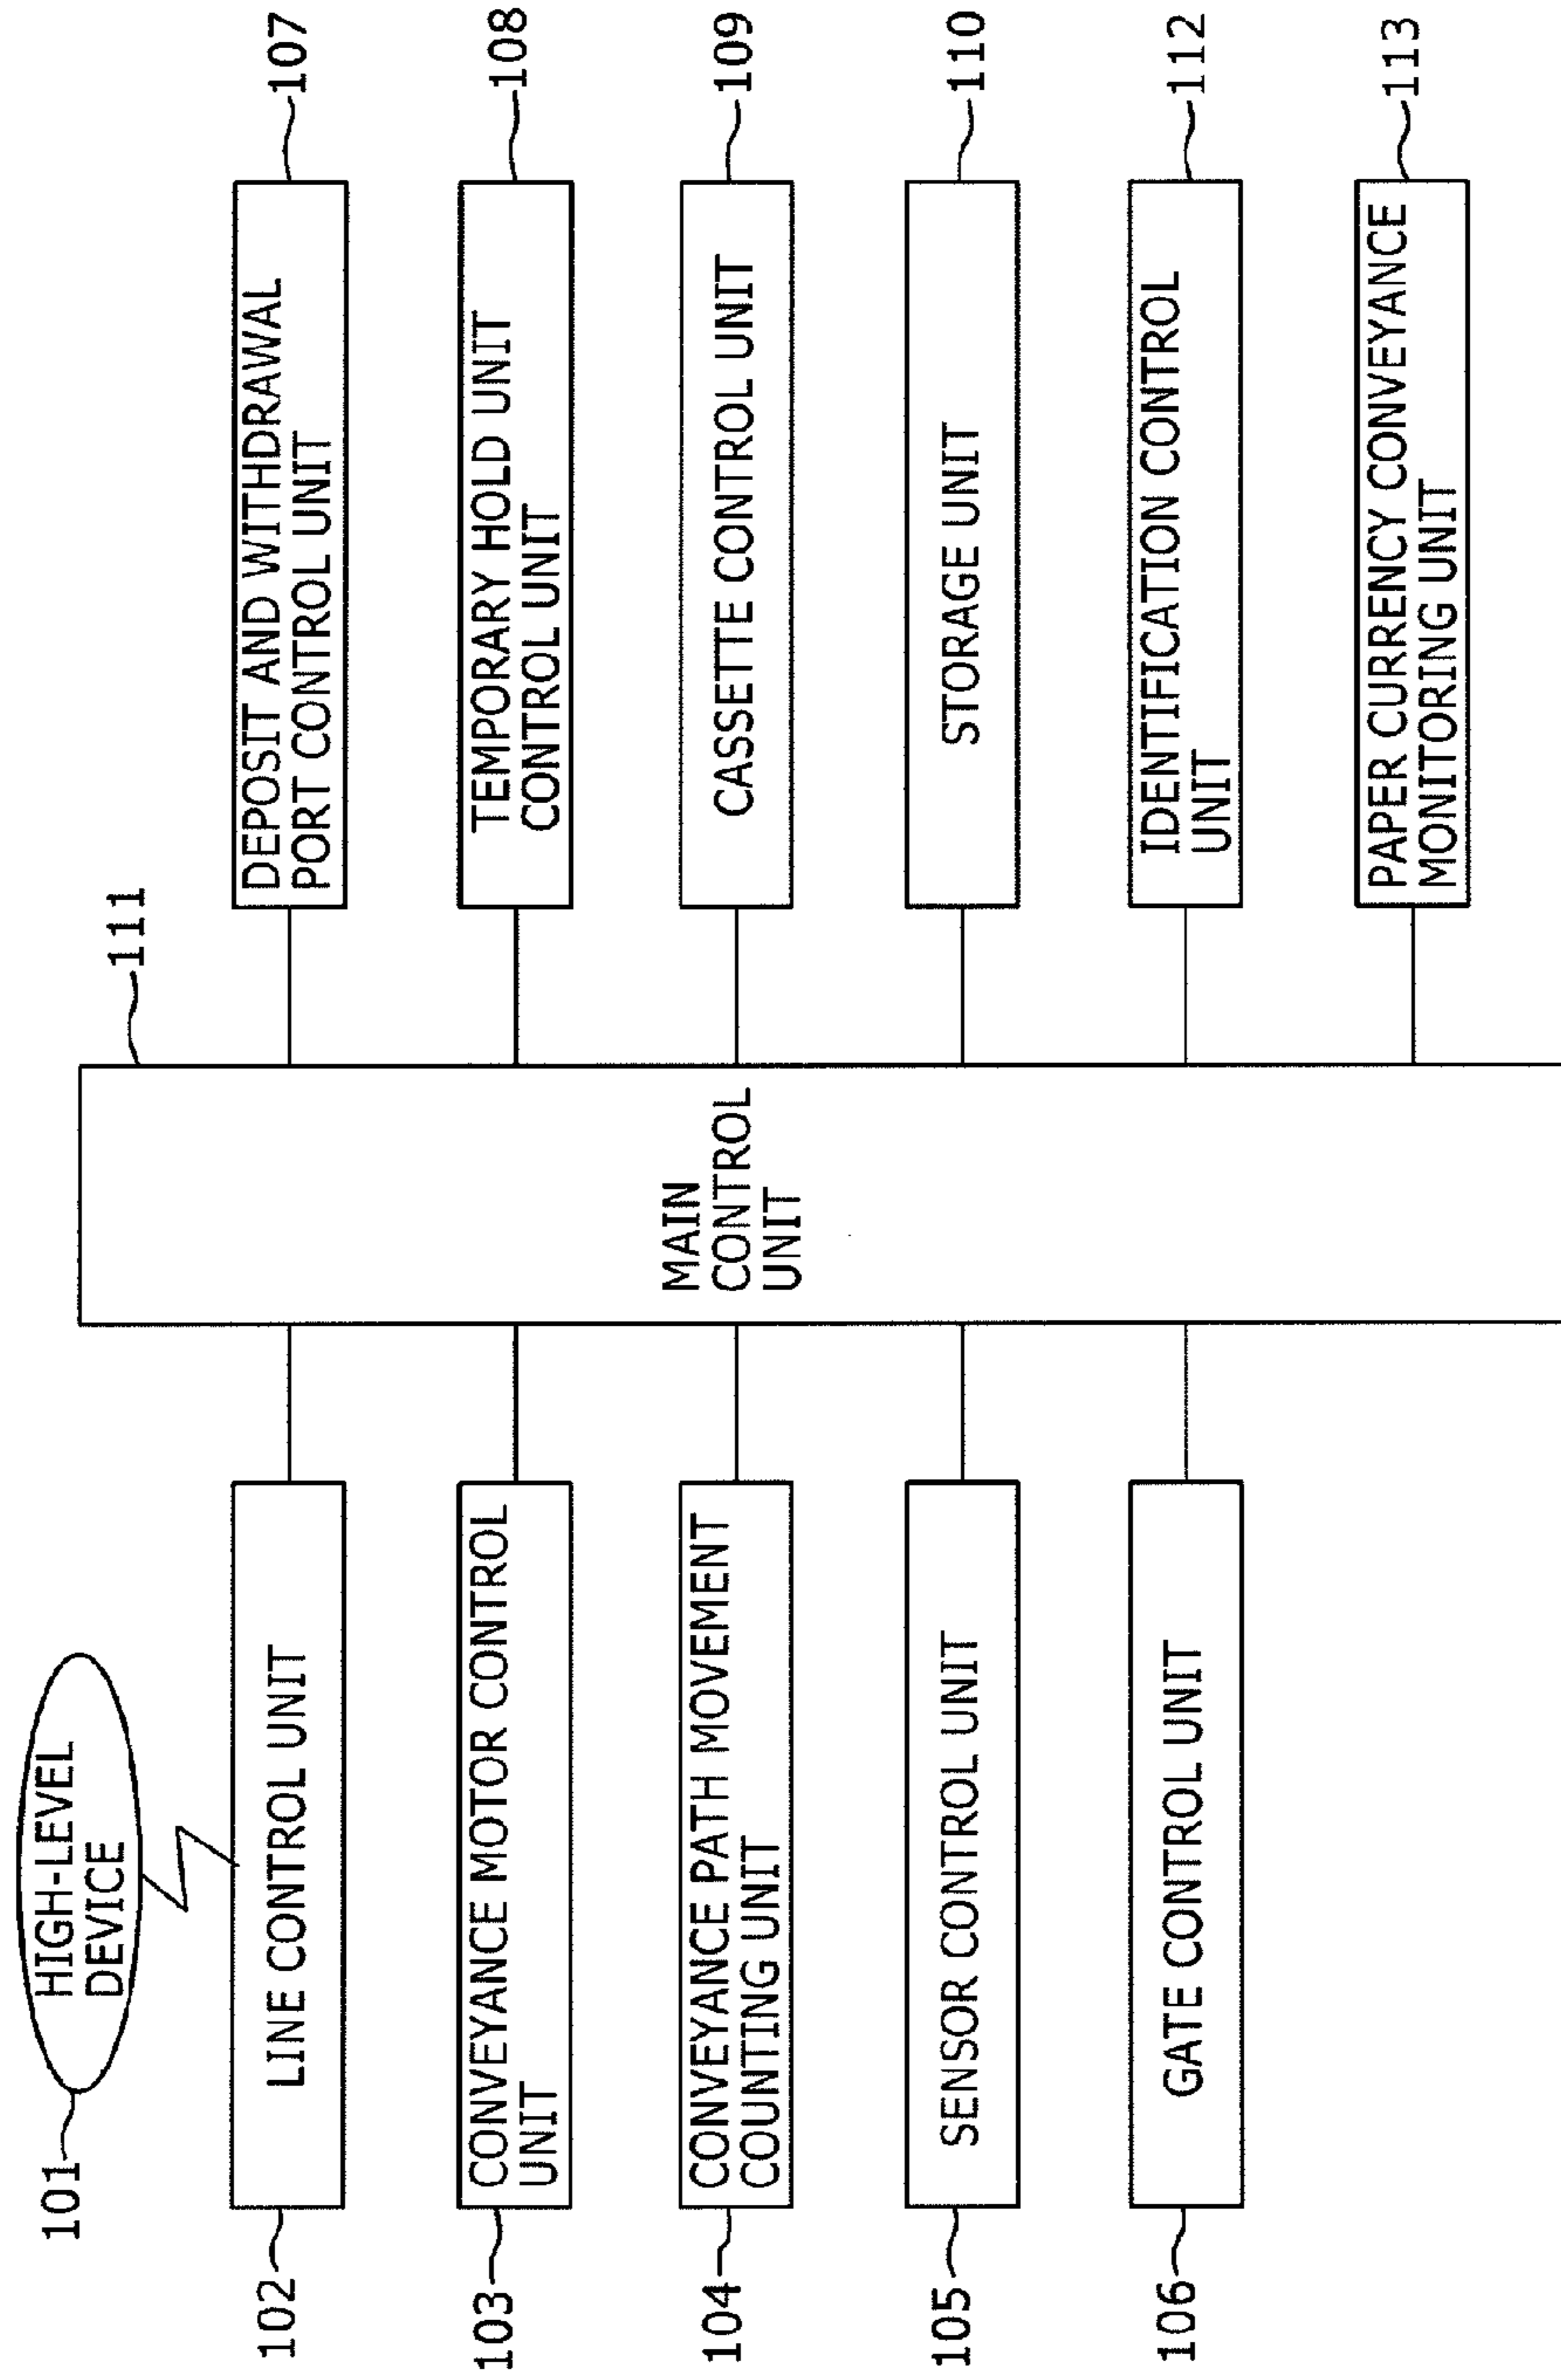 101
HIGH-LEVEL
DEVICE
102
LINE CONTROL UNIT
103
CONVEYANCE MOTOR CONTROL
UNIT
104
CONVEYANCE PATH MOVEMENT
COUNTING UNIT
105
SENSOR CONTROL UNIT
106
GATE CONTROL UNIT
111
MAIN
CONTROL
UNIT
DEPOSIT AND WITHDRAWAL
PORT CONTROL UNIT
107
TEMPORARY HOLD UNIT
CONTROL UNIT
108
CASSETTE CONTROL UNIT
109
STORAGE UNIT
110
IDENTIFICATION CONTROL
UNIT
112
PAPER CURRENCY CONVEYANCE
MONITORING UNIT
113